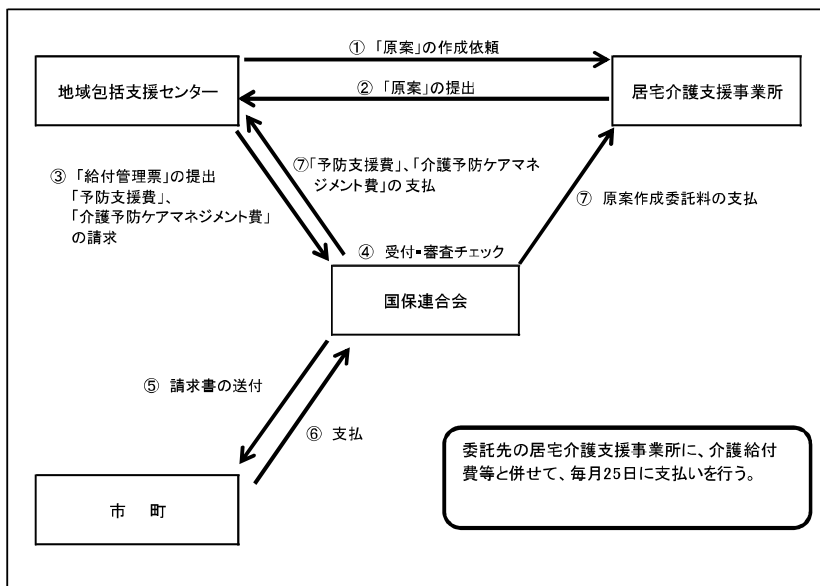 ① 「原案」の作成依頼
地域包括支援センター
② 「原案」の提出
居宅介護支援事業所
③ 「給付管理票」の提出
「予防支援費」、
「介護予防ケアマネジメント費」
の請求
⑦「予防支援費」、「介護予防ケアマネ
ジメント費」の支払
⑦ 原案作成委託料の支払
④ 受付・審査チェック
国保連合会
⑤ 請求書の送付
⑥ 支払
市 町
委託先の居宅介護支援事業所に、介護給付
費等と併せて、毎月25日に支払いを行う。